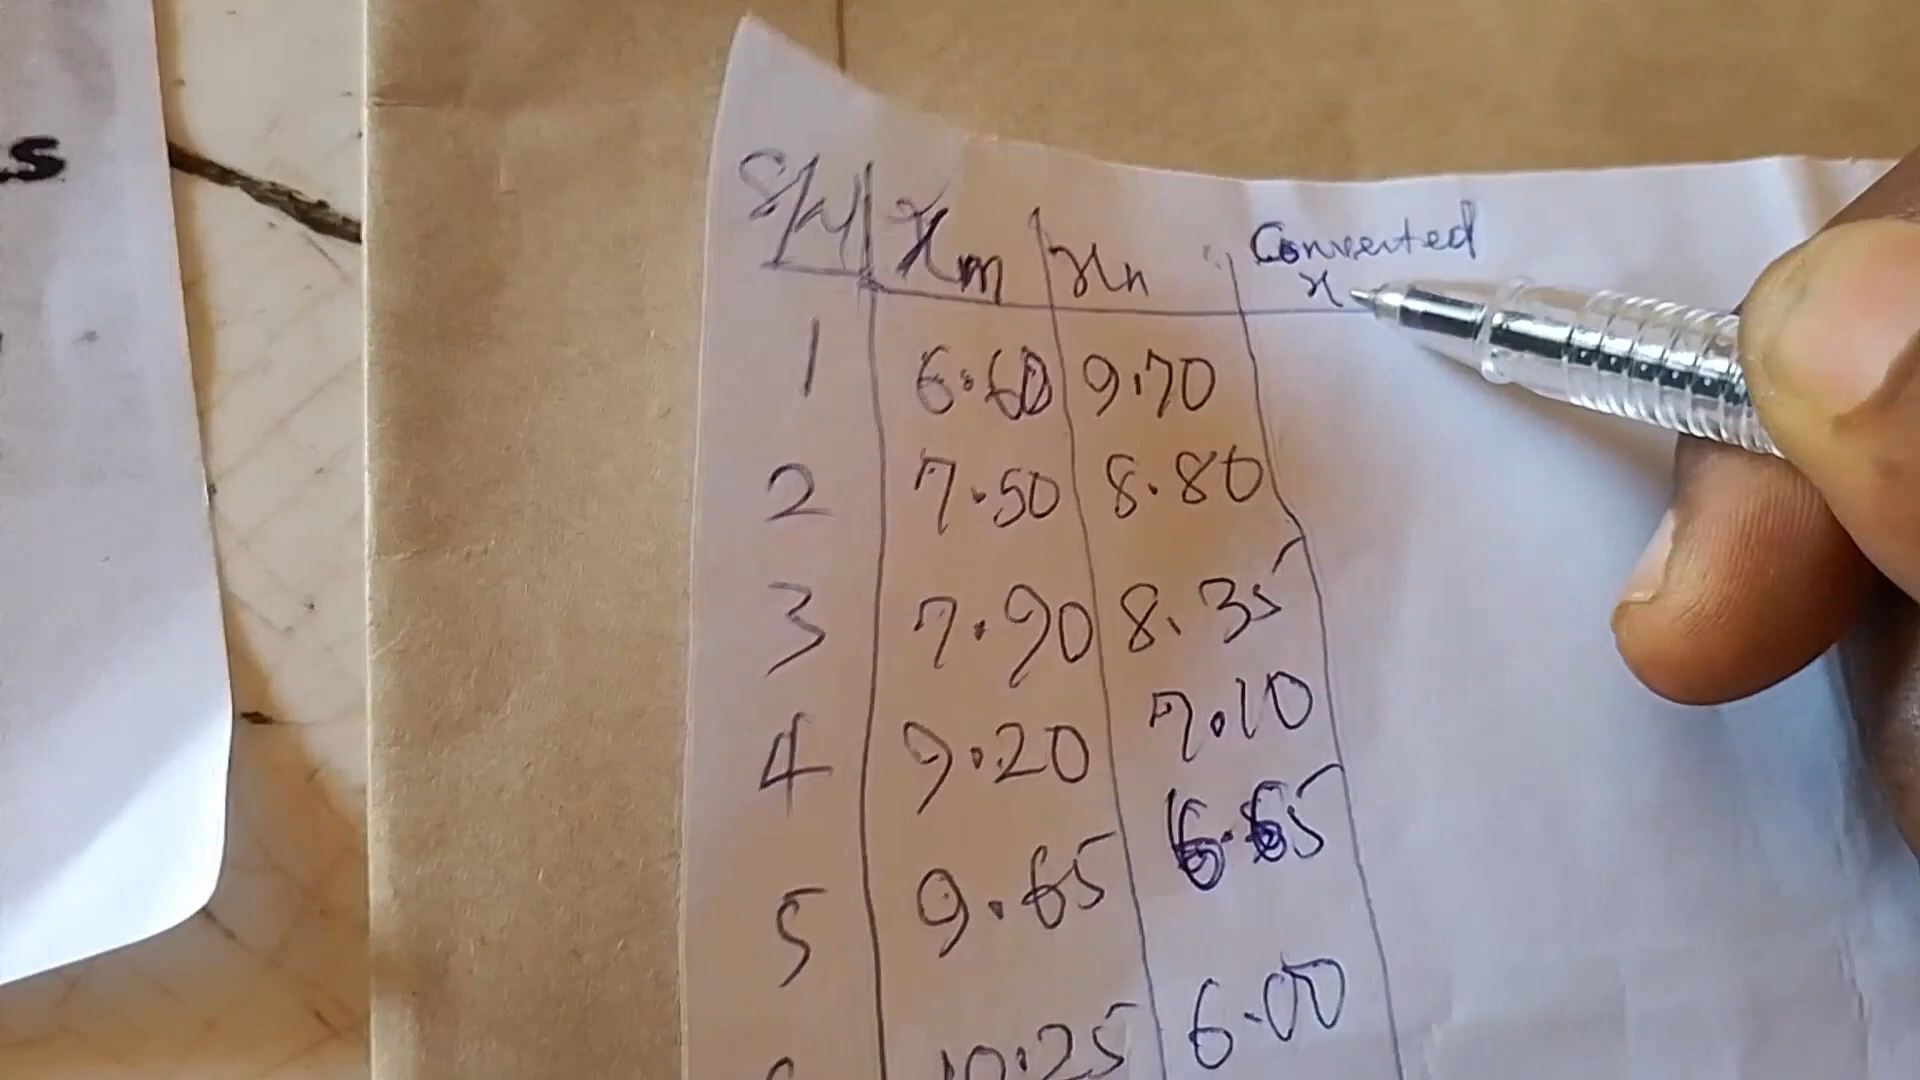 s
S/N xm xn Converted x
1 6.60 9.70
2 7.50 8.80
3 7.90 8.35
4 9.20 7.10
5 9.65 6.65
10.25 6.00